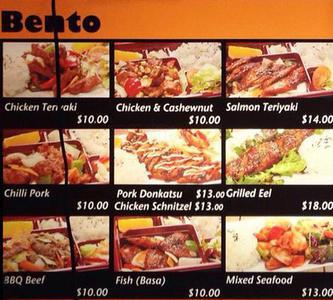 Bento
Chicken Teriyaki
$10.00
Chicken & Cashewnut
$10.00
Salmon Teriyaki
$14.00
Chilli Pork
$10.00
Pork Donkatsu $13.00
Chicken Schnitzel $13.00
Grilled Eel
$18.00
BBQ Beef
$10.00
Fish (Basa)
$10.00
Mixed Seafood
$13.00